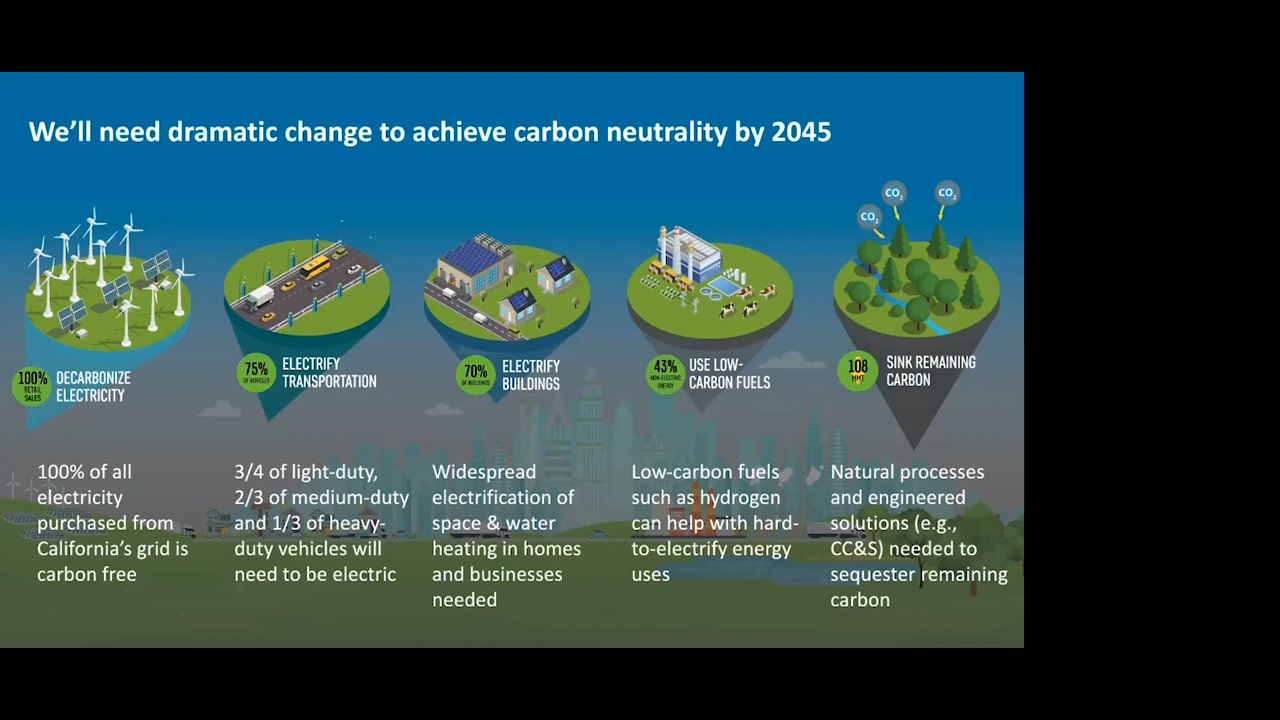 We'll need dramatic change to achieve carbon neutrality by 2045
100%
RETAIL
SALES
DECARBONIZE
ELECTRICITY
100% of all
electricity
purchased from
California's grid is
carbon free
75%
OF VEHICLES
ELECTRIFY
TRANSPORTATION
3/4 of light-duty,
2/3 of medium-duty
and 1/3 of heavy-
duty vehicles will
need to be electric
70%
OF BUILDINGS
ELECTRIFY
BUILDINGS
Widespread
electrification of
space & water
heating in homes
and businesses
needed
43%
NON-ELECTRIC
ENERGY
USE LOW-
CARBON FUELS
Low-carbon fuels
such as hydrogen
can help with hard-
to-electrify energy
uses
CO₂
CO₂
CO₂
108
MMT
SINK REMAINING
CARBON
Natural processes
and engineered
solutions (e.g.,
CC&S) needed to
sequester remaining
carbon